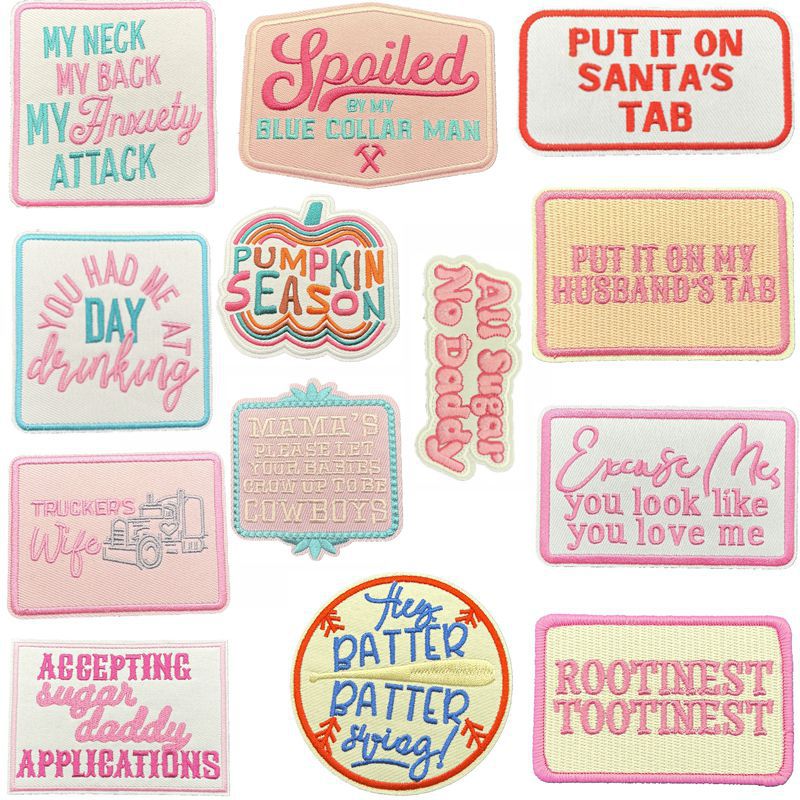 MY NECK
MY BACK
MY Anxiety
ATTACK
Spoiled
BY MY
BLUE COLLAR MAN
PUT IT ON
SANTA'S
TAB
YOU HAD ME AT
DAY
drinking
PUMPKIN
SEASON
All Sugar
No Daddy
PUT IT ON MY
HUSBAND'S TAB
MAMA'S
PLEASE LET
YOUR BABIES
GROW UP TO BE
COWBOYS
TRUCKER'S
Wife
Excuse Me,
you look like
you love me
ACCEPTING
sugar
daddy
APPLICATIONS
Hey
BATTER
BATTER
swing!
ROOTINEST
TOOTINEST